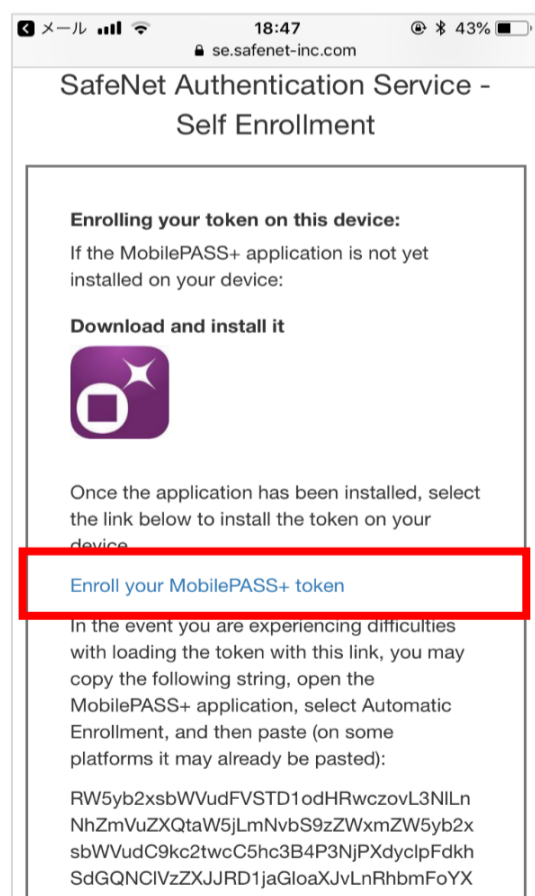 メール 18:47 43%
se.safenet-inc.com
SafeNet Authentication Service -
Self Enrollment
Enrolling your token on this device:
If the MobilePASS+ application is not yet
installed on your device:
Download and install it
Once the application has been installed, select
the link below to install the token on your
device
Enroll your MobilePASS+ token
In the event you are experiencing difficulties
with loading the token with this link, you may
copy the following string, open the
MobilePASS+ application, select Automatic
Enrollment, and then paste (on some
platforms it may already be pasted):
RW5yb2xsbWVudFVSTD1odHRwczovL3NlLn
NhZmVuZXQtaW5jLmNvbS9zZWxmZW5yb2x
sbWVudC9kc2twcC5hc3B4P3NjPXdyclpFdkh
SdGQNClVzZXJJRD1jaGloaXJvLnRhbmFoYX